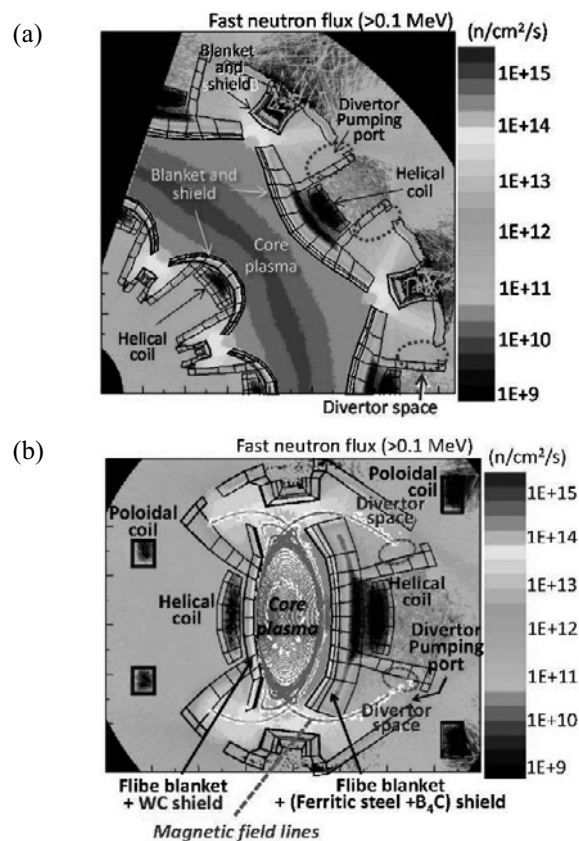 (a)
Fast neutron flux (>0.1 MeV)
(n/cm²/s)
Blanket
and
shield
Divertor
Pumping
port
Helical
coil
Blanket and
shield
Core
plasma
Helical
coil
Divertor space
1E+15
1E+14
1E+13
1E+12
1E+11
1E+10
1E+9
(b)
Fast neutron flux (>0.1 MeV)
(n/cm²/s)
Poloidal
coil
Divertor
space
Poloidal
coil
Helical
coil
Core
plasma
Helical
coil
Divertor
Pumping
port
Divertor
space
1E+15
1E+14
1E+13
1E+12
1E+11
1E+10
1E+9
Flibe blanket
+ WC shield
Flibe blanket
+ (Ferritic steel +B₄C) shield
Magnetic field lines